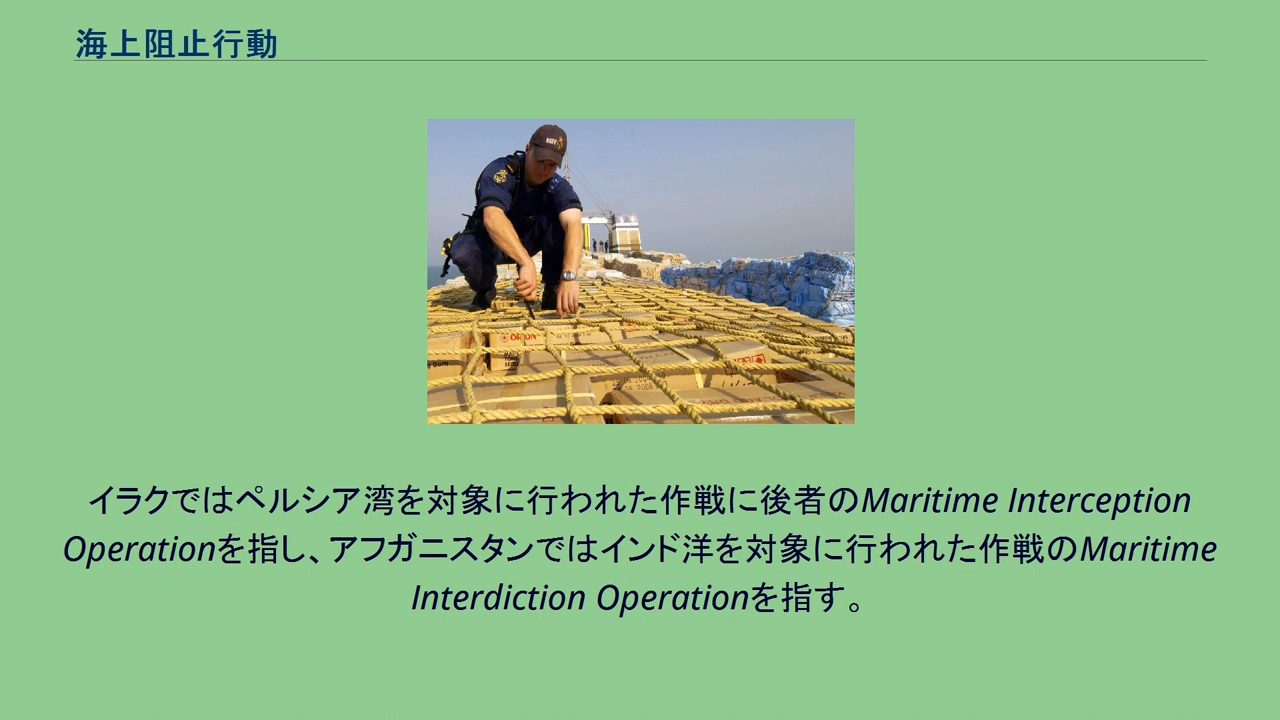 海上阻止行動
ORION
2009
イラクではペルシア湾を対象に行われた作戦に後者のMaritime Interception
Operationを指し、アフガニスタンではインド洋を対象に行われた作戦のMaritime
Interdiction Operationを指す。